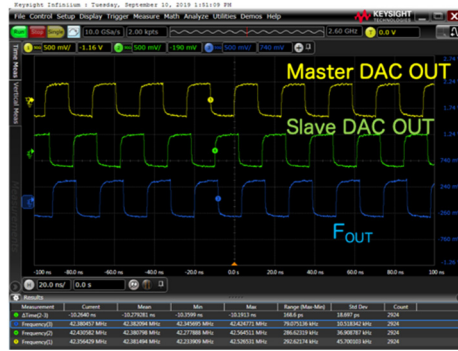 Keysight Infiniium : Tuesday, September 10, 2019 1:51:09 PM
File Control Setup Display Trigger Measure Math Analyze Utilities Demos Help
KEYSIGHT
TECHNOLOGIES
Run Stop Single 10.0 GSa/s 2.00 kpts 2.60 GHz 0.0 V
500 mV/ -1.16 V 500 mV/ -190 mV 500 mV/ 740 mV
Time Meas
Vertical Meas
Master DAC OUT
Slave DAC OUT
FOUT
-100 ns -80.0 ns -60.0 ns -40.0 ns -20.0 ns 0.0 s 20.0 ns 40.0 ns 60.0 ns 80.0 ns 100 ns
20.0 ns/ 0.0 s
Results
Measurement Current Mean Min Max Range (Max-Min) Std Dev Count
ΔTime(2-3) -10.2640 ns -10.279281 ns -10.3599 ns -10.1913 ns 168.6 ps 18.697 ps 2924
Frequency(3) 42.380457 MHz 42.382094 MHz 42.345695 MHz 42.424771 MHz 79.075136 kHz 10.518342 kHz 2924
Frequency(2) 42.430582 MHz 42.380798 MHz 42.277888 MHz 42.564511 MHz 286.62319 kHz 36.908787 kHz 2924
Frequency(1) 42.356429 MHz 42.381494 MHz 42.233909 MHz 42.526531 MHz 292.62174 kHz 45.700103 kHz 2924